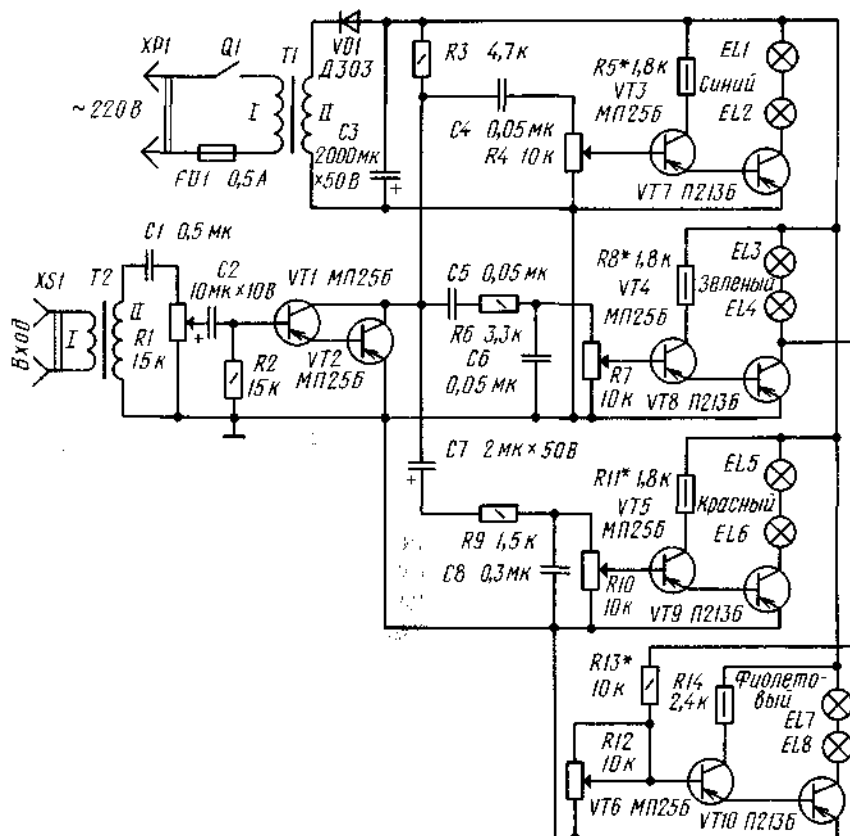 XP1
Q1
T1
VD1
Д303
R3 4,7к
R5* 1,8к
VT3
МП25Б
Синий
EL1
EL2
~220В
I
II
C3
2000мк
×50В
+
C4 0,05мк
R4 10к
FU1 0,5А
VT7 П213Б
C1 0,5мк
XS1
T2
C2
10мк×10В
VT1 МП25Б
C5 0,05мк
R8* 1,8к
VT4
МП25Б
EL3
Зеленый
EL4
Вход
I
II
R1
15к
+
R2
15к
VT2
МП25Б
R6 3,3к
C6
0,05мк
R7
10к
VT8 П213Б
C7 2мк×50В
+
R11* 1,8к
VT5
МП25Б
EL5
Красный
EL6
R9 1,5к
C8 0,3мк
R10
10к
VT9 П213Б
R13*
10к
R14
2,4к
Фиолето-
вый
EL7
EL8
R12
10к
VT6 МП25Б
VT10 П213Б